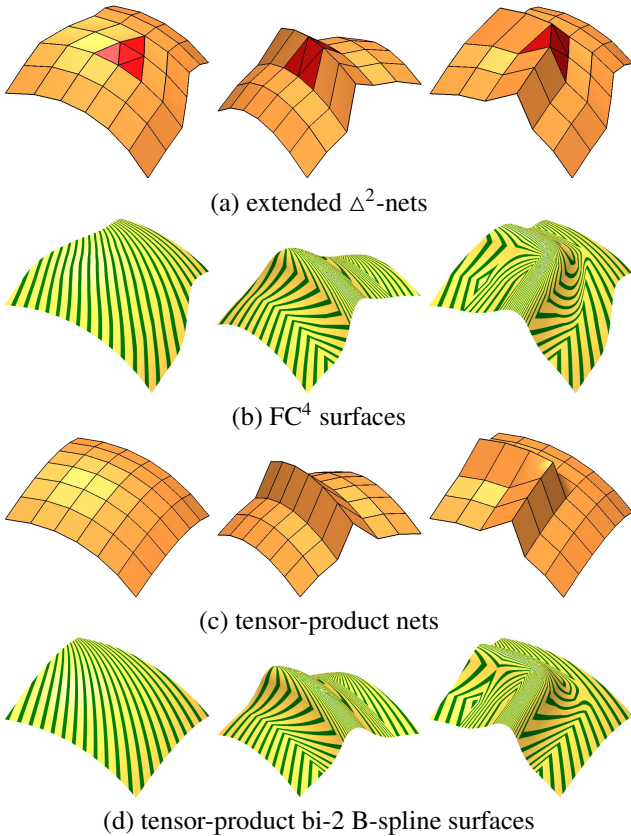 (a) extended △²-nets
(b) FC⁴ surfaces
(c) tensor-product nets
(d) tensor-product bi-2 B-spline surfaces